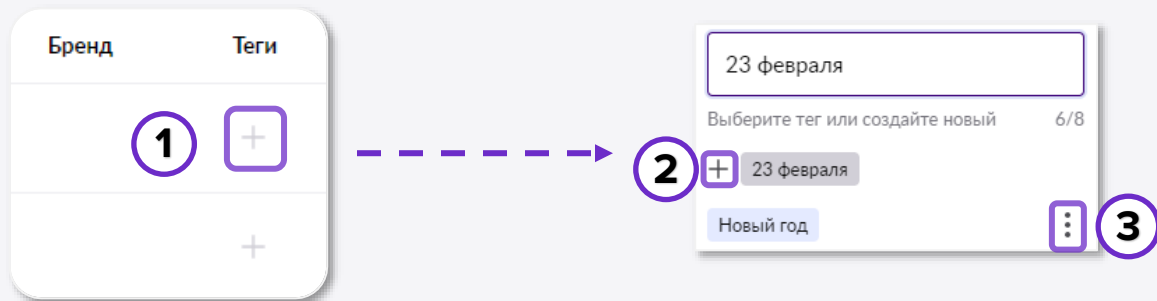 Бренд Теги
1
23 февраля
Выберите тег или создайте новый 6/8
2 + 23 февраля
Новый год 3